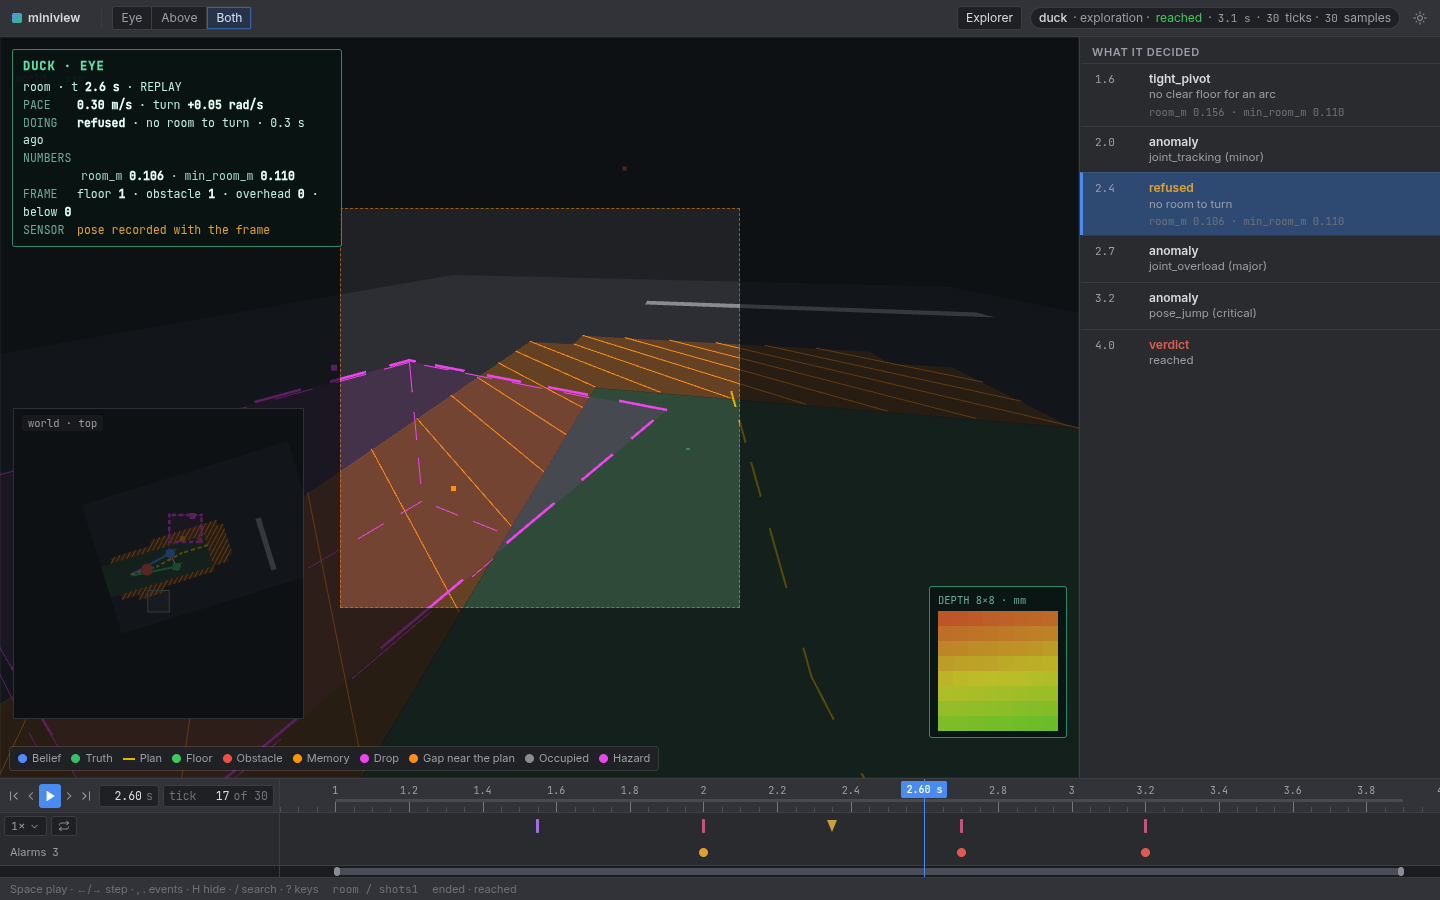 miniview
Eye Above Both
Explorer
duck · exploration · reached · 3.1 s · 30 ticks · 30 samples
DUCK · EYE
room · t 2.6 s · REPLAY
PACE 0.30 m/s · turn +0.05 rad/s
DOING refused · no room to turn · 0.3 s
ago
NUMBERS
room_m 0.106 · min_room_m 0.110
FRAME floor 1 · obstacle 1 · overhead 0 ·
below 0
SENSOR pose recorded with the frame
world · top
DEPTH 8×8 · mm
Belief Truth Plan Floor Obstacle Memory Drop Gap near the plan Occupied Hazard
WHAT IT DECIDED
1.6 tight_pivot
no clear floor for an arc
room_m 0.156 · min_room_m 0.110
2.0 anomaly
joint_tracking (minor)
2.4 refused
no room to turn
room_m 0.106 · min_room_m 0.110
2.7 anomaly
joint_overload (major)
3.2 anomaly
pose_jump (critical)
4.0 verdict
reached
2.60 s tick 17 of 30
1 1.2 1.4 1.6 1.8 2 2.2 2.4 2.60 s 2.8 3 3.2 3.4 3.6 3.8
1×
Alarms 3
Space play · ←/→ step · , . events · H hide · / search · ? keys room / shots1 ended · reached